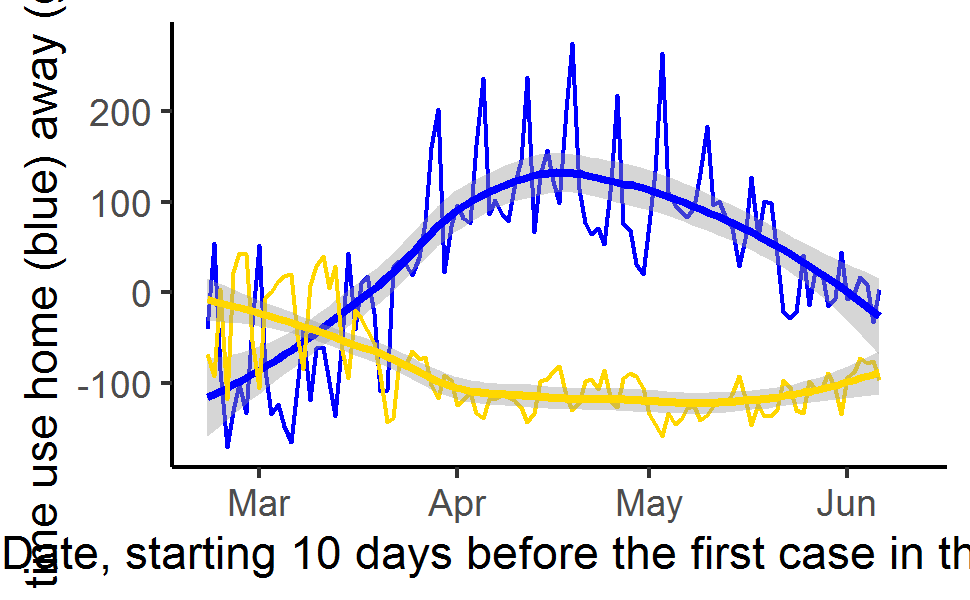 time use home (blue) away (
200
100
0
-100
Mar Apr May Jun
Date, starting 10 days before the first case in th